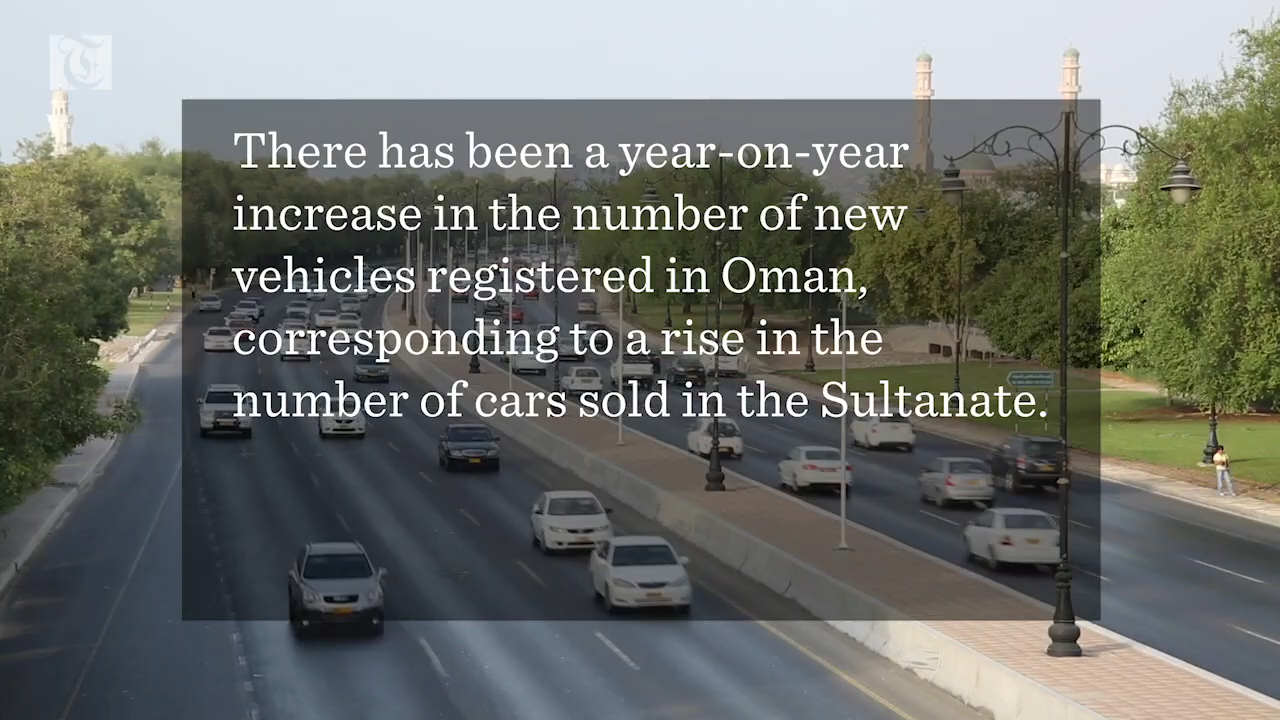 T
There has been a year-on-year
increase in the number of new
vehicles registered in Oman,
corresponding to a rise in the
number of cars sold in the Sultanate.